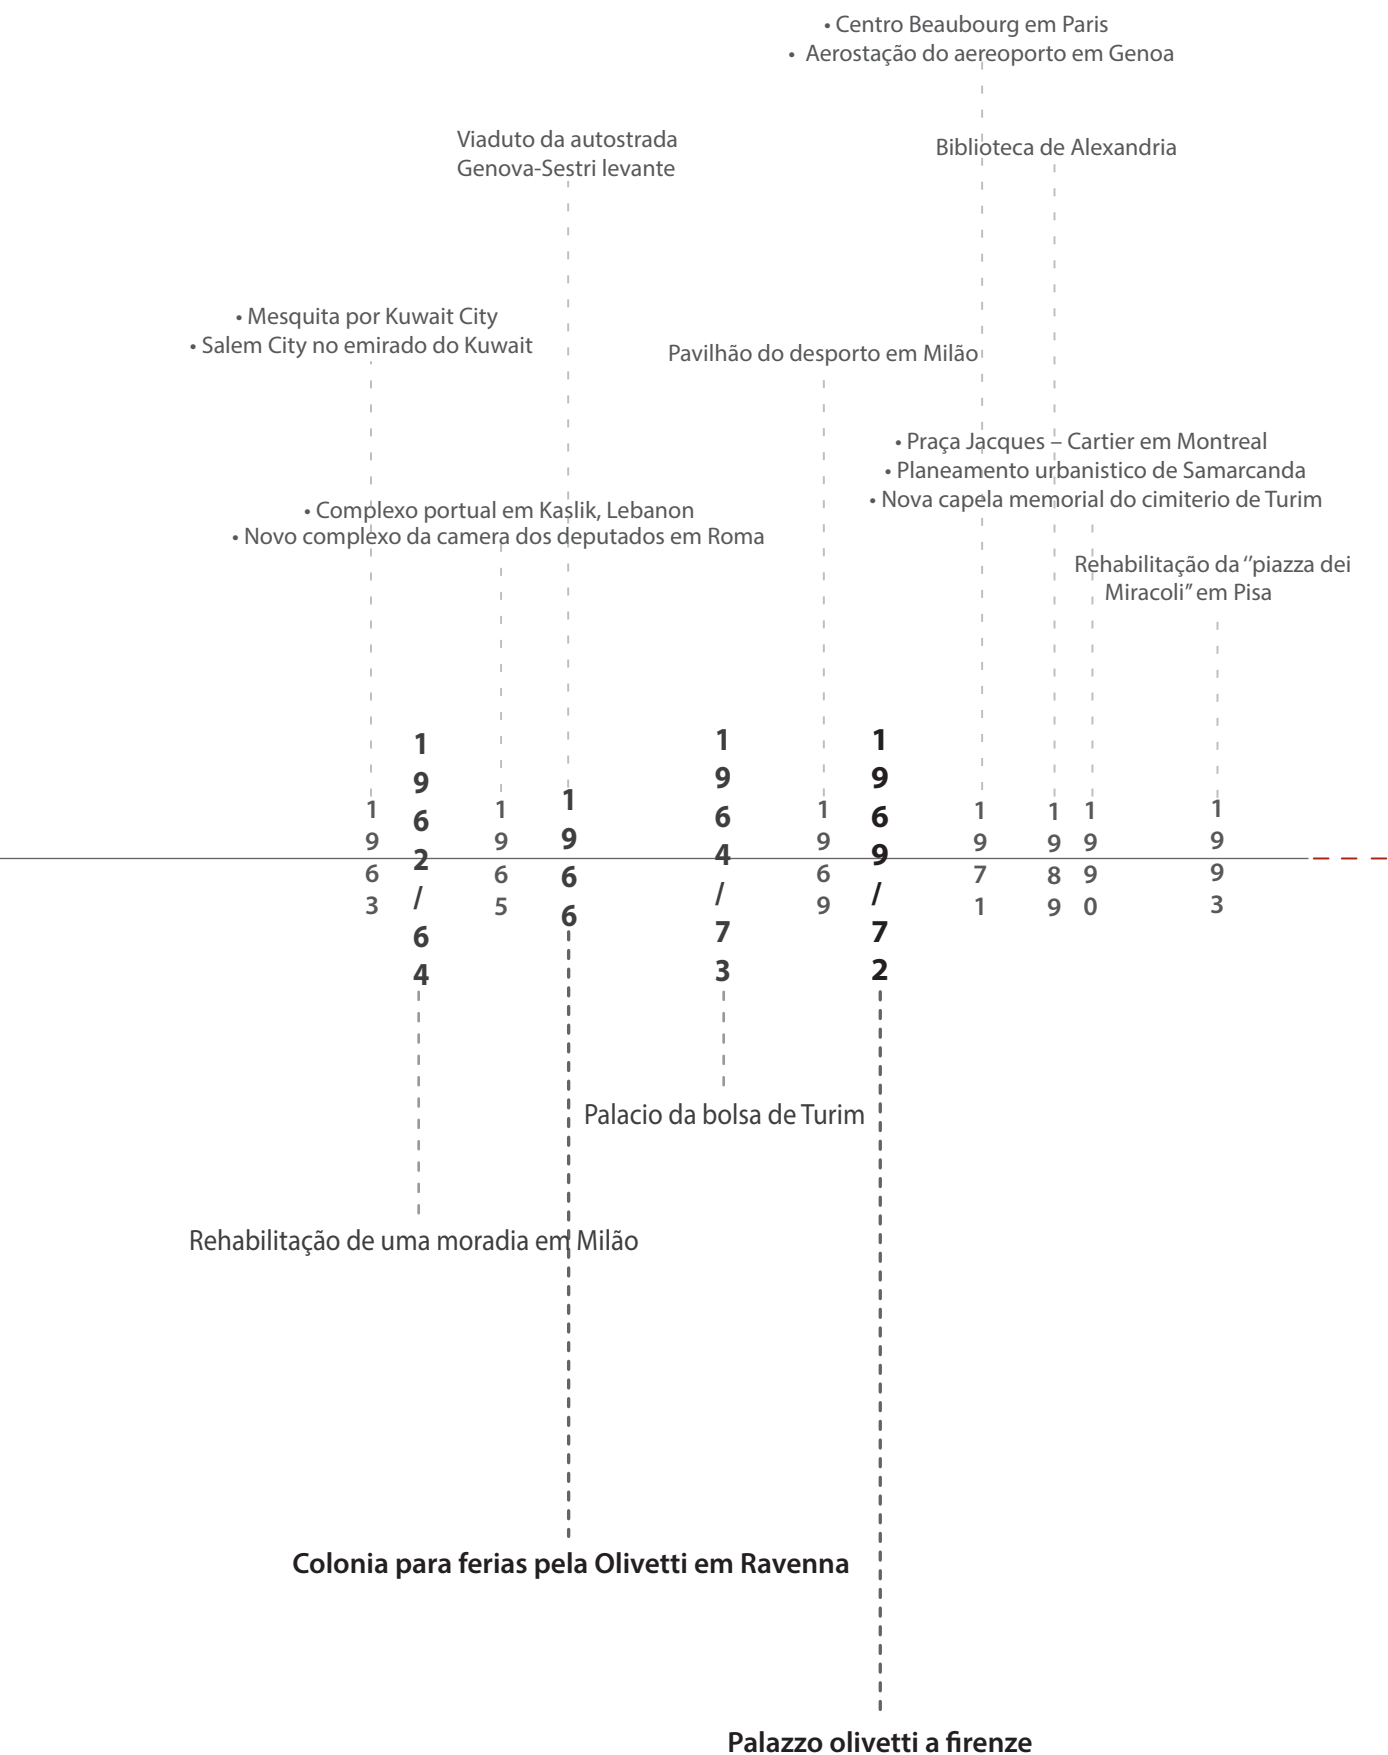 • Centro Beaubourg em Paris
• Aerostação do aereoporto em Genoa
Viaduto da autostrada
Genova-Sestri levante
Biblioteca de Alexandria
• Mesquita por Kuwait City
• Salem City no emirado do Kuwait
Pavilhão do desporto em Milão
• Praça Jacques – Cartier em Montreal
• Planeamento urbanistico de Samarcanda
• Nova capela memorial do cimiterio de Turim
• Complexo portual em Kaslik, Lebanon
• Novo complexo da camera dos deputados em Roma
Rehabilitação da “piazza dei
Miracoli” em Pisa
1963
1962/64
1965
1966
1964/73
1969
1969/72
1971
1989
1990
1993
Palacio da bolsa de Turim
Rehabilitação de uma moradia em Milão
Colonia para ferias pela Olivetti em Ravenna
Palazzo olivetti a firenze